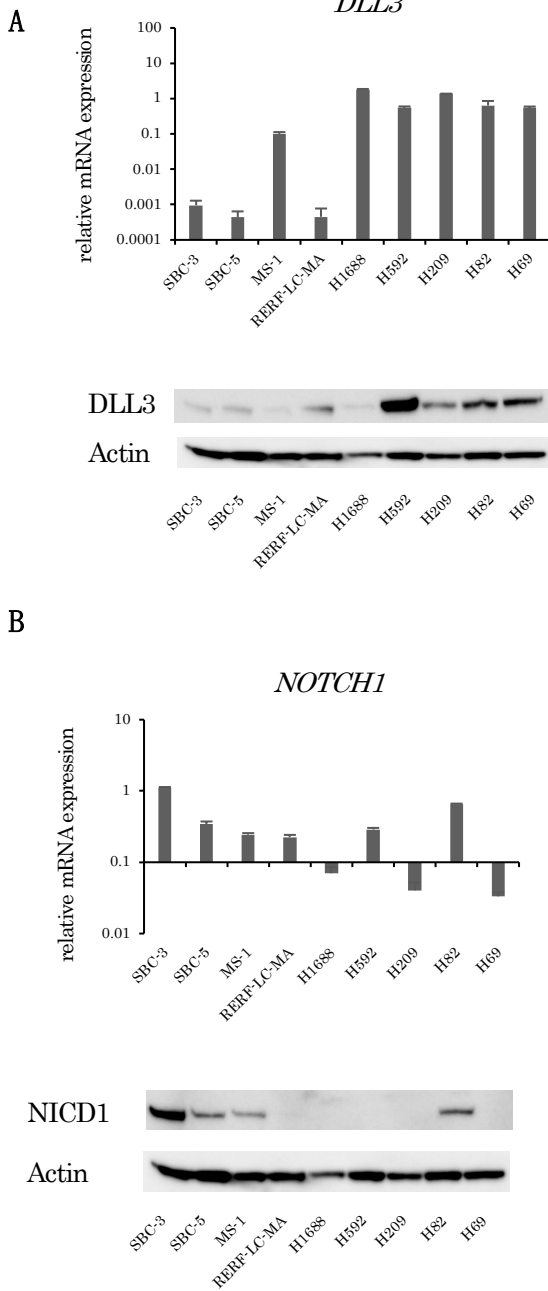 A
DLL3
relative mRNA expression
100
10
1
0.1
0.01
0.001
0.0001
SBC-3
SBC-5
MS-1
RERF-LC-MA
H1688
H592
H209
H82
H69
DLL3
Actin
SBC-3
SBC-5
MS-1
RERF-LC-MA
H1688
H592
H209
H82
H69
B
NOTCH1
relative mRNA expression
10
1
0.1
0.01
SBC-3
SBC-5
MS-1
RERF-LC-MA
H1688
H592
H209
H82
H69
NICD1
Actin
SBC-3
SBC-5
MS-1
RERF-LC-MA
H1688
H592
H209
H82
H69